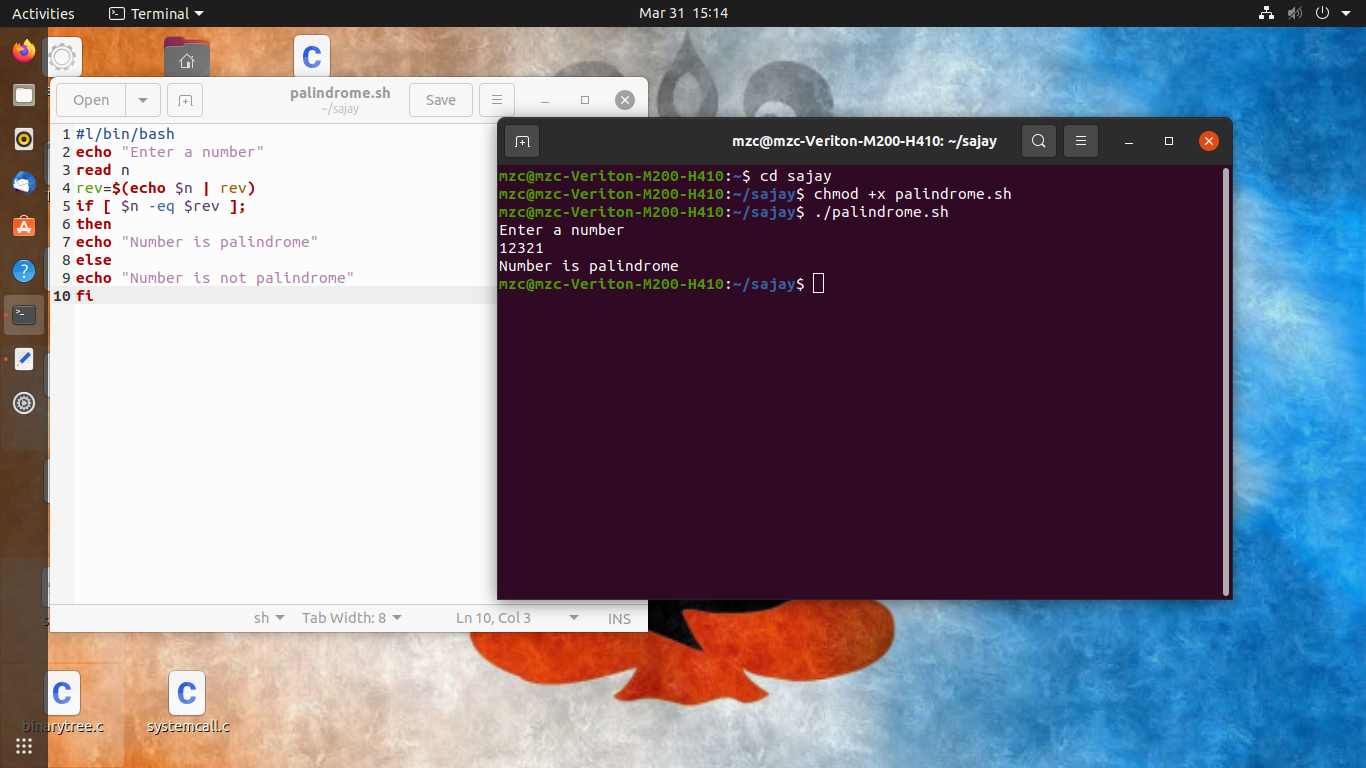 Activities
Terminal
Mar 31 15:14
Open
palindrome.sh
~/sajay
Save
1 #l/bin/bash
2 echo "Enter a number"
3 read n
4 rev=$(echo $n | rev)
5 if [ $n -eq $rev ];
6 then
7 echo "Number is palindrome"
8 else
9 echo "Number is not palindrome"
10 fi
sh
Tab Width: 8
Ln 10, Col 3
INS
mzc@mzc-Veriton-M200-H410: ~/sajay
mzc@mzc-Veriton-M200-H410:~$ cd sajay
mzc@mzc-Veriton-M200-H410:~/sajay$ chmod +x palindrome.sh
mzc@mzc-Veriton-M200-H410:~/sajay$ ./palindrome.sh
Enter a number
12321
Number is palindrome
mzc@mzc-Veriton-M200-H410:~/sajay$
binarytree.c
systemcall.c